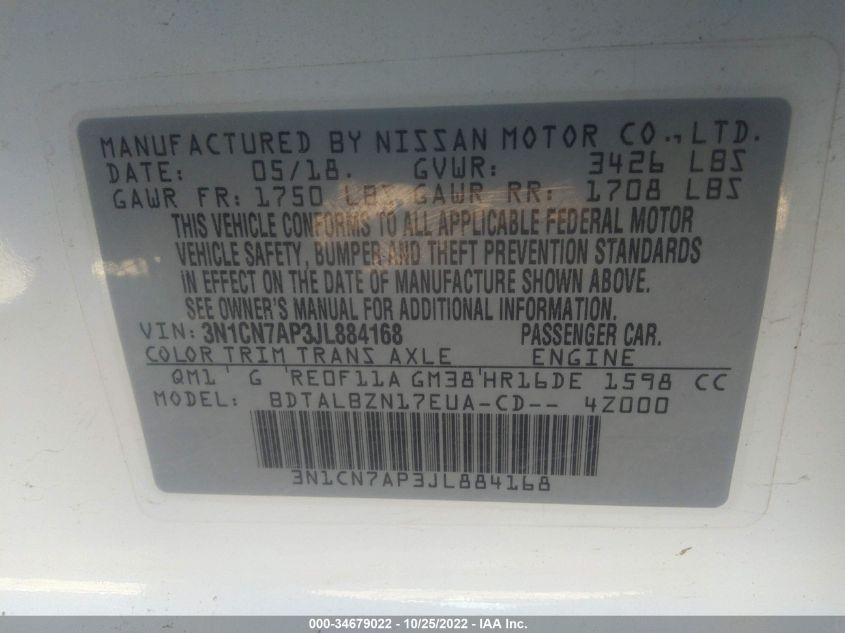 MANUFACTURED BY NISSAN MOTOR CO., LTD.
DATE: 05/18. GVWR: 3426 LBS
GAWR FR: 1750 LBS GAWR RR: 1708 LBS
THIS VEHICLE CONFORMS TO ALL APPLICABLE FEDERAL MOTOR
VEHICLE SAFETY, BUMPER AND THEFT PREVENTION STANDARDS
IN EFFECT ON THE DATE OF MANUFACTURE SHOWN ABOVE.
SEE OWNER'S MANUAL FOR ADDITIONAL INFORMATION.
VIN: 3N1CN7AP3JL884168 PASSENGER CAR.
COLOR TRIM TRANS AXLE ENGINE
QM1 G RE0F11A GM38 HR16DE 1598 CC
MODEL: BDTALBZN17EUA-CD-- 4Z000
3N1CN7AP3JL884168
000-34679022 - 10/25/2022 - IAA Inc.